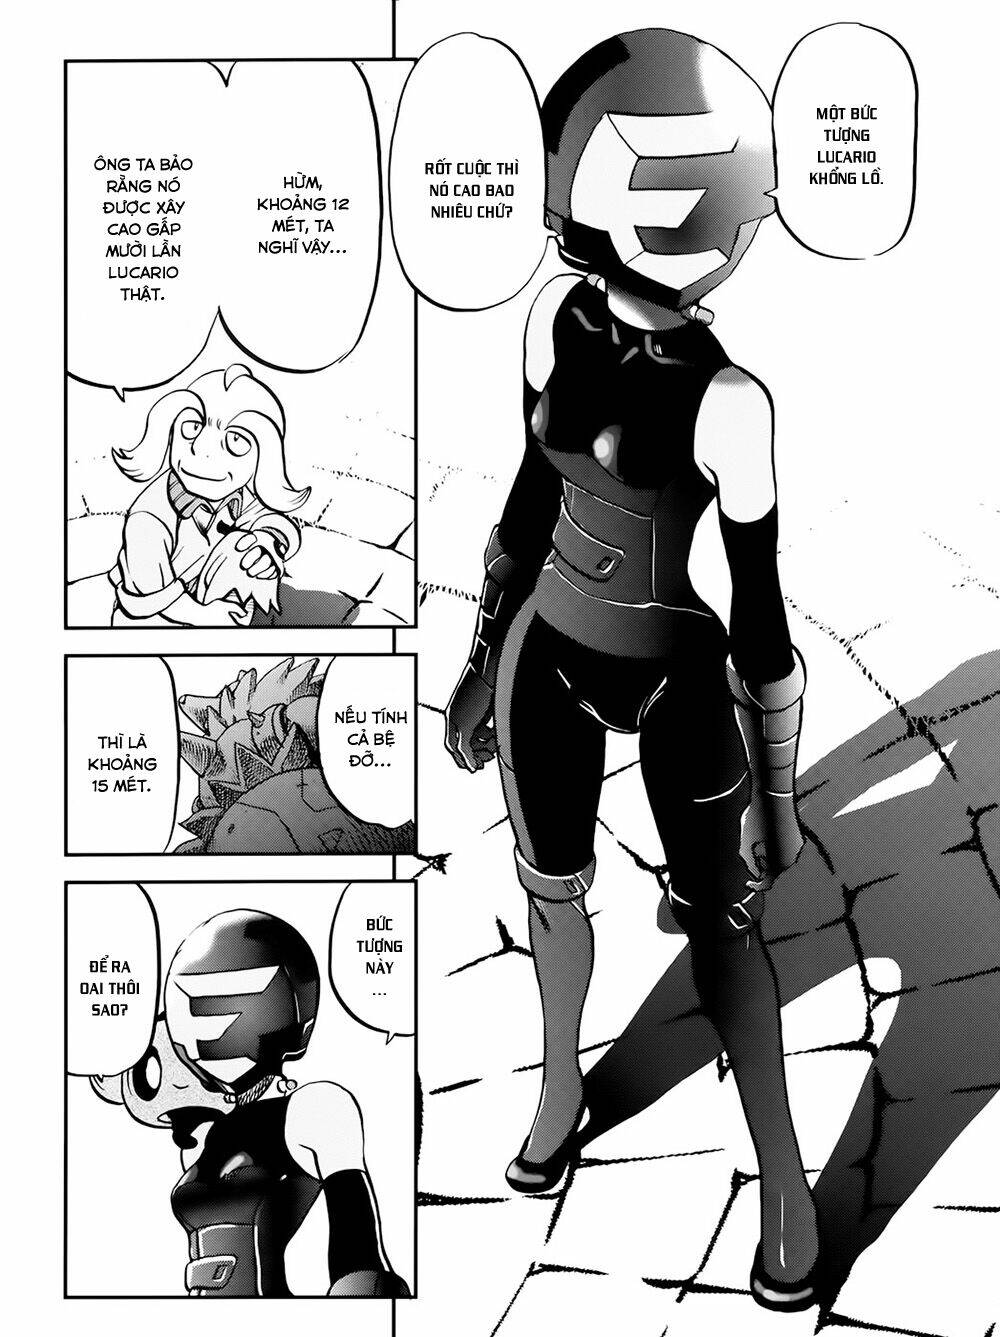 MỘT BỨC
TƯỢNG
LUCARIO
KHỔNG LỒ.
RỐT CUỘC THÌ
NÓ CAO BAO
NHIÊU CHỨ?
HỪM,
KHOẢNG 12
MÉT, TA
NGHĨ VẬY...
ÔNG TA BẢO
RẰNG NÓ
ĐƯỢC XÂY
CAO GẤP
MƯỜI LẦN
LUCARIO
THẬT.
NẾU TÍNH
CẢ BỆ
ĐỠ...
THÌ LÀ
KHOẢNG
15 MÉT.
BỨC
TƯỢNG
NÀY
...
ĐỂ RA
OAI THÔI
SAO?